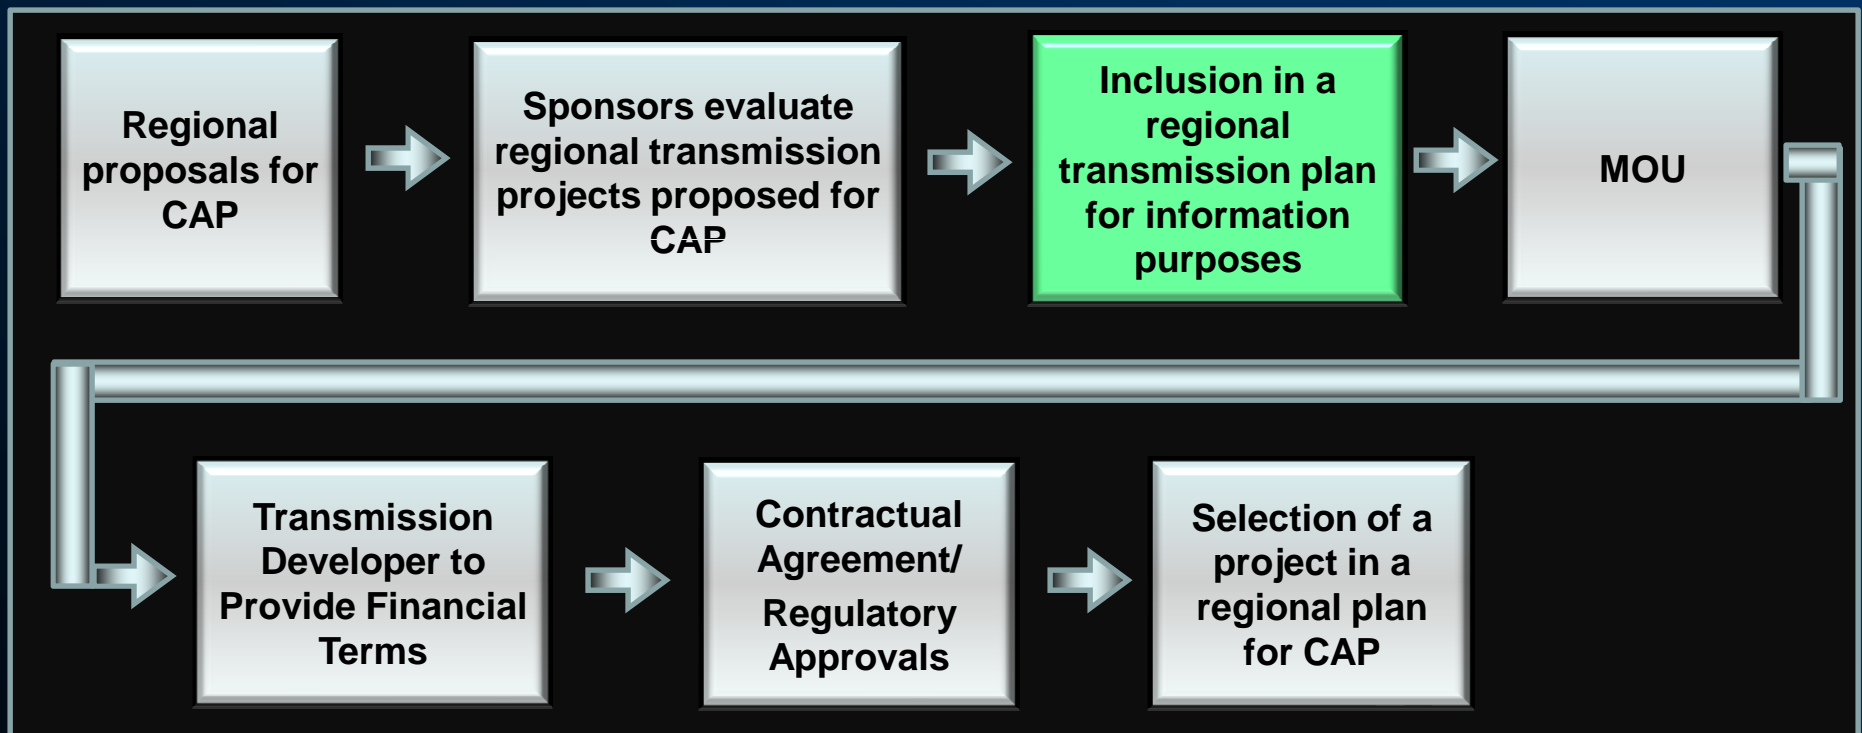 Regional
proposals for
CAP
Sponsors evaluate
regional transmission
projects proposed for
CAP
Inclusion in a
regional
transmission plan
for information
purposes
MOU
Transmission
Developer to
Provide Financial
Terms
Contractual
Agreement/
Regulatory
Approvals
Selection of a
project in a
regional plan
for CAP